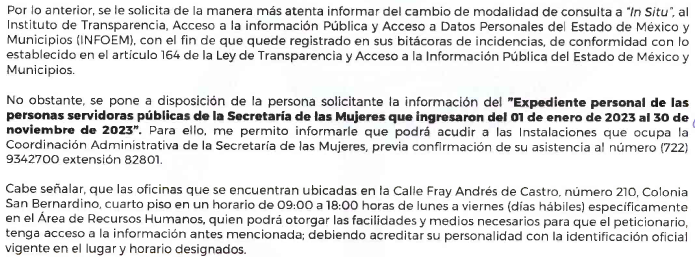 Por lo anterior, se le solicita de la manera más atenta informar del cambio de modalidad de consulta a "In Situ", al
Instituto de Transparencia, Acceso a la información Pública y Acceso a Datos Personales del Estado de México y
Municipios (INFOEM), con el fin de que quede registrado en sus bitácoras de incidencias, de conformidad con lo
establecido en el artículo 164 de la Ley de Transparencia y Acceso a la Información Pública del Estado de México y
Municipios.

No obstante, se pone a disposición de la persona solicitante la información del "Expediente personal de las
personas servidoras públicas de la Secretaría de las Mujeres que ingresaron del 01 de enero de 2023 al 30 de
noviembre de 2023". Para ello, me permito informarle que podrá acudir a las Instalaciones que ocupa la
Coordinación Administrativa de la Secretaría de las Mujeres, previa confirmación de su asistencia al número (722)
9342700 extensión 82801.

Cabe señalar, que las oficinas que se encuentran ubicadas en la Calle Fray Andrés de Castro, número 210, Colonia
San Bernardino, cuarto piso en un horario de 09:00 a 18:00 horas de lunes a viernes (días hábiles) específicamente
en el Área de Recursos Humanos, quien podrá otorgar las facilidades y medios necesarios para que el peticionario,
tenga acceso a la información antes mencionada; debiendo acreditar su personalidad con la identificación oficial
vigente en el lugar y horario designados.